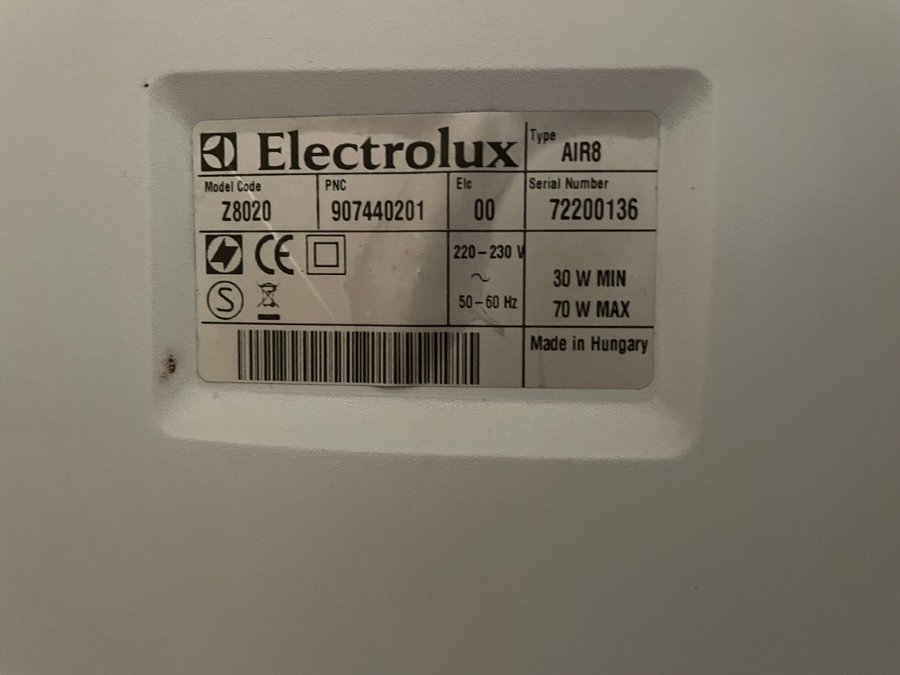 Electrolux
Type
AIR8
Model Code
Z8020
PNC
907440201
Elc
00
Serial Number
72200136
CE
S
220–230 V
~
50–60 Hz
30 W MIN
70 W MAX
Made in Hungary